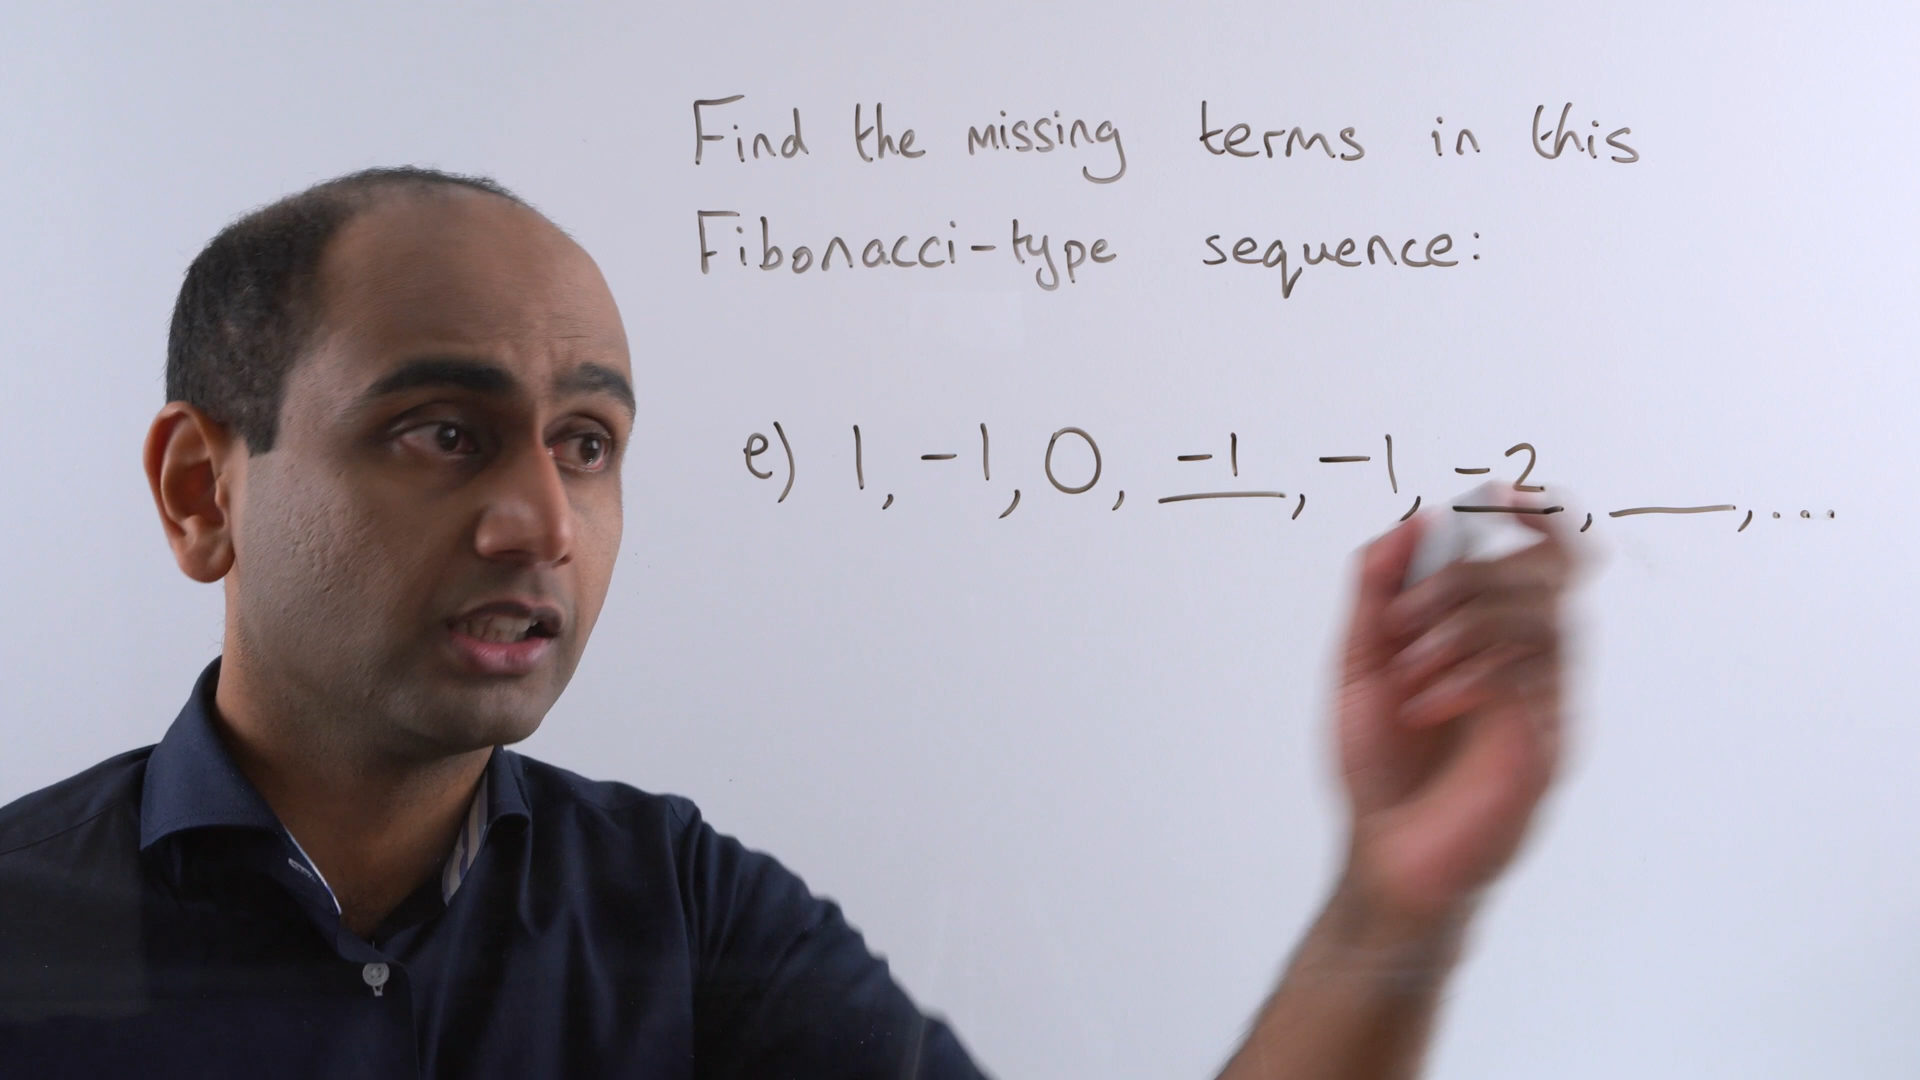 Find the missing terms in this
Fibonacci-type sequence:
e) 1, -1, 0, -1, -1, -2, ___, ...